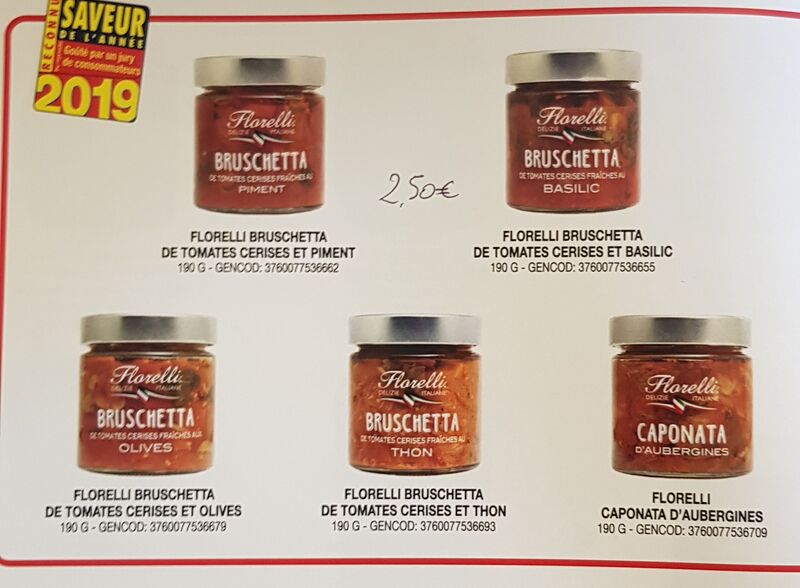 RECONNU
SAVEUR
DE L'ANNÉE
Goûté par un jury
de consommateurs
2019
Florelli
DELIZIE ITALIANE
BRUSCHETTA
DE TOMATES CERISES FRAÎCHES AU
PIMENT
FLORELLI BRUSCHETTA
DE TOMATES CERISES ET PIMENT
190 G - GENCOD: 3760077536662
2,50€
Florelli
DELIZIE ITALIANE
BRUSCHETTA
DE TOMATES CERISES FRAÎCHES AU
BASILIC
FLORELLI BRUSCHETTA
DE TOMATES CERISES ET BASILIC
190 G - GENCOD: 3760077536655
Florelli
DELIZIE ITALIANE
BRUSCHETTA
DE TOMATES CERISES FRAÎCHES AUX
OLIVES
FLORELLI BRUSCHETTA
DE TOMATES CERISES ET OLIVES
190 G - GENCOD: 3760077536679
Florelli
DELIZIE ITALIANE
BRUSCHETTA
DE TOMATES CERISES FRAÎCHES AU
THON
FLORELLI BRUSCHETTA
DE TOMATES CERISES ET THON
190 G - GENCOD: 3760077536693
Florelli
DELIZIE ITALIANE
CAPONATA
D'AUBERGINES
FLORELLI
CAPONATA D'AUBERGINES
190 G - GENCOD: 3760077536709